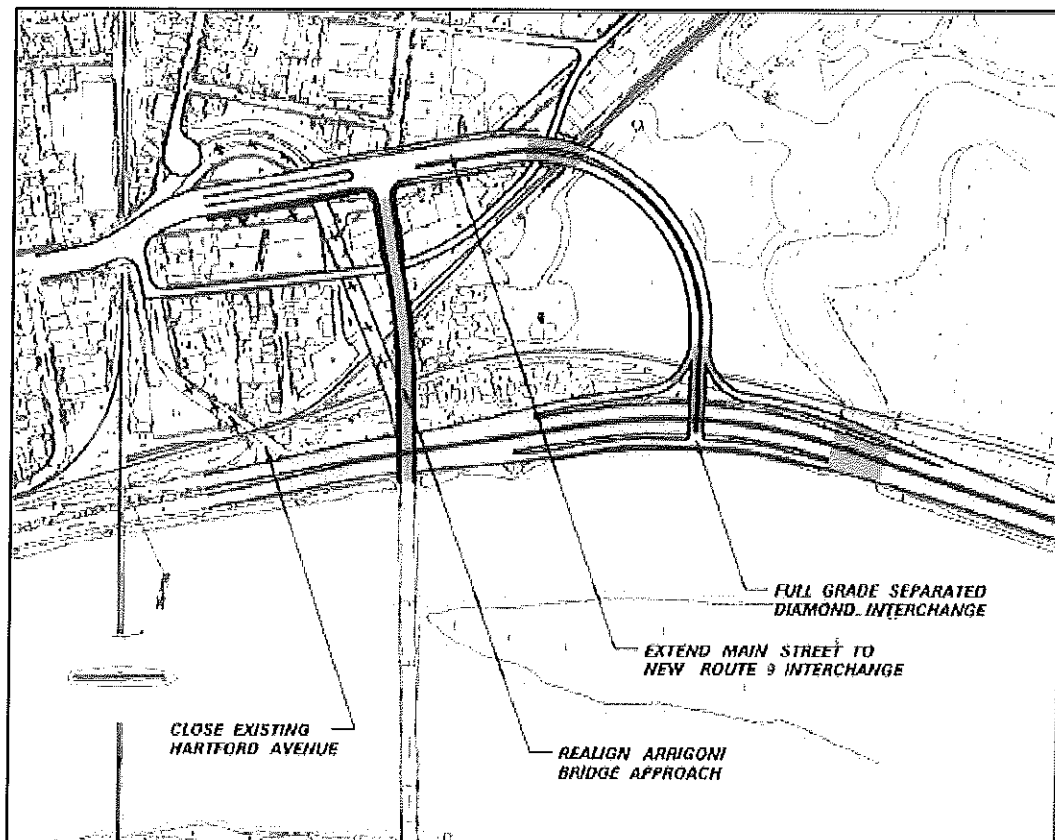 FULL GRADE SEPARATED
DIAMOND INTERCHANGE
EXTEND MAIN STREET TO
NEW ROUTE 9 INTERCHANGE
CLOSE EXISTING
HARTFORD AVENUE
REALIGN ARRIGONI
BRIDGE APPROACH